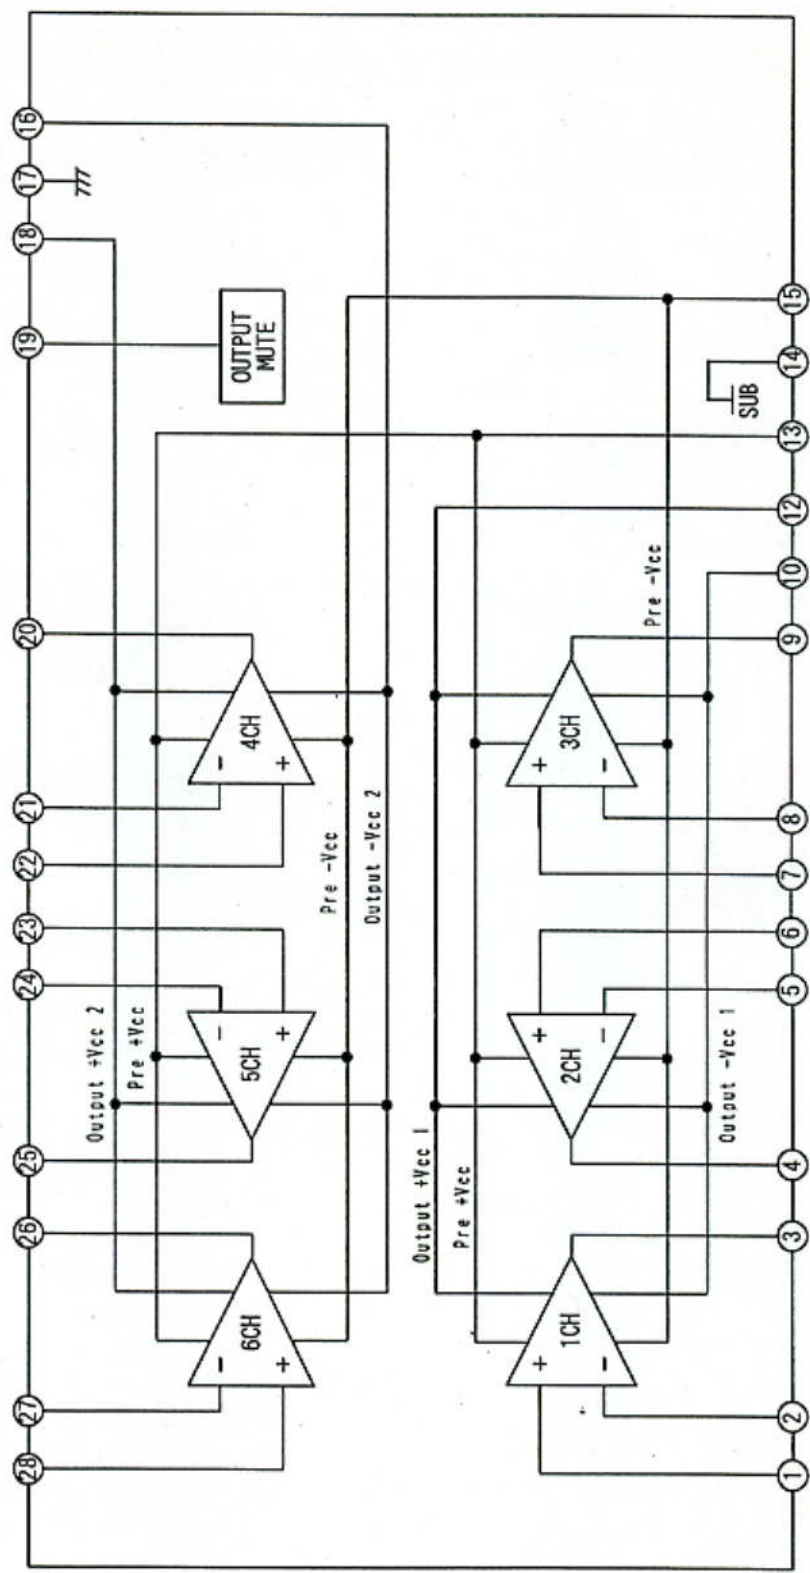 28
27
26
25
24
23
22
21
20
19
18
17
16
Output +Vcc 2
Pre +Vcc
OUTPUT
MUTE
-
+
6CH
-
+
5CH
-
+
4CH
Pre -Vcc
Output -Vcc 2
Output +Vcc 1
Pre +Vcc
+
-
1CH
+
-
2CH
+
-
3CH
Pre -Vcc
Output -Vcc 1
SUB
1
2
3
4
5
6
7
8
9
10
12
13
14
15